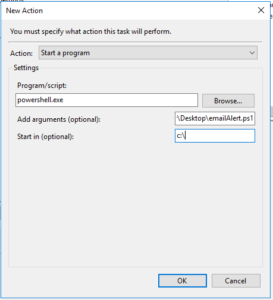 New Action
You must specify what action this task will perform.
Action: Start a program
Settings
Program/script:
powershell.exe
Browse...
Add arguments (optional): \Desktop\emailAlert.ps1
Start in (optional): c:\
OK Cancel